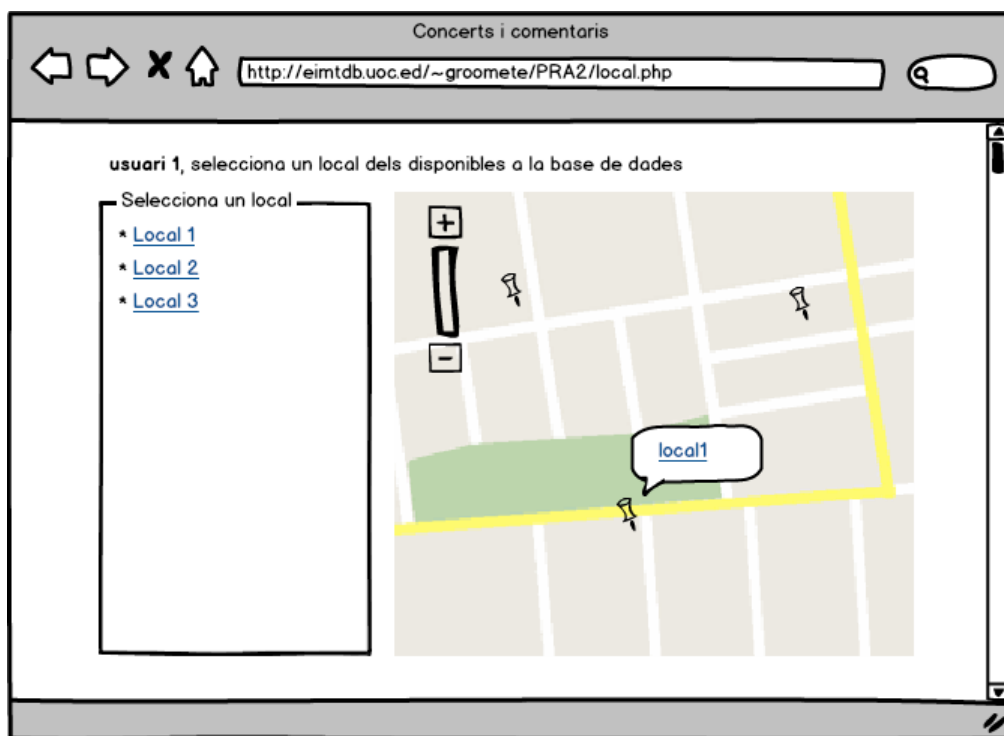 Concerts i comentaris
http://eimtdb.uoc.ed/~groomete/PRA2/local.php
usuari 1, selecciona un local dels disponibles a la base de dades
Selecciona un local
* Local 1
* Local 2
* Local 3
+
−
local1